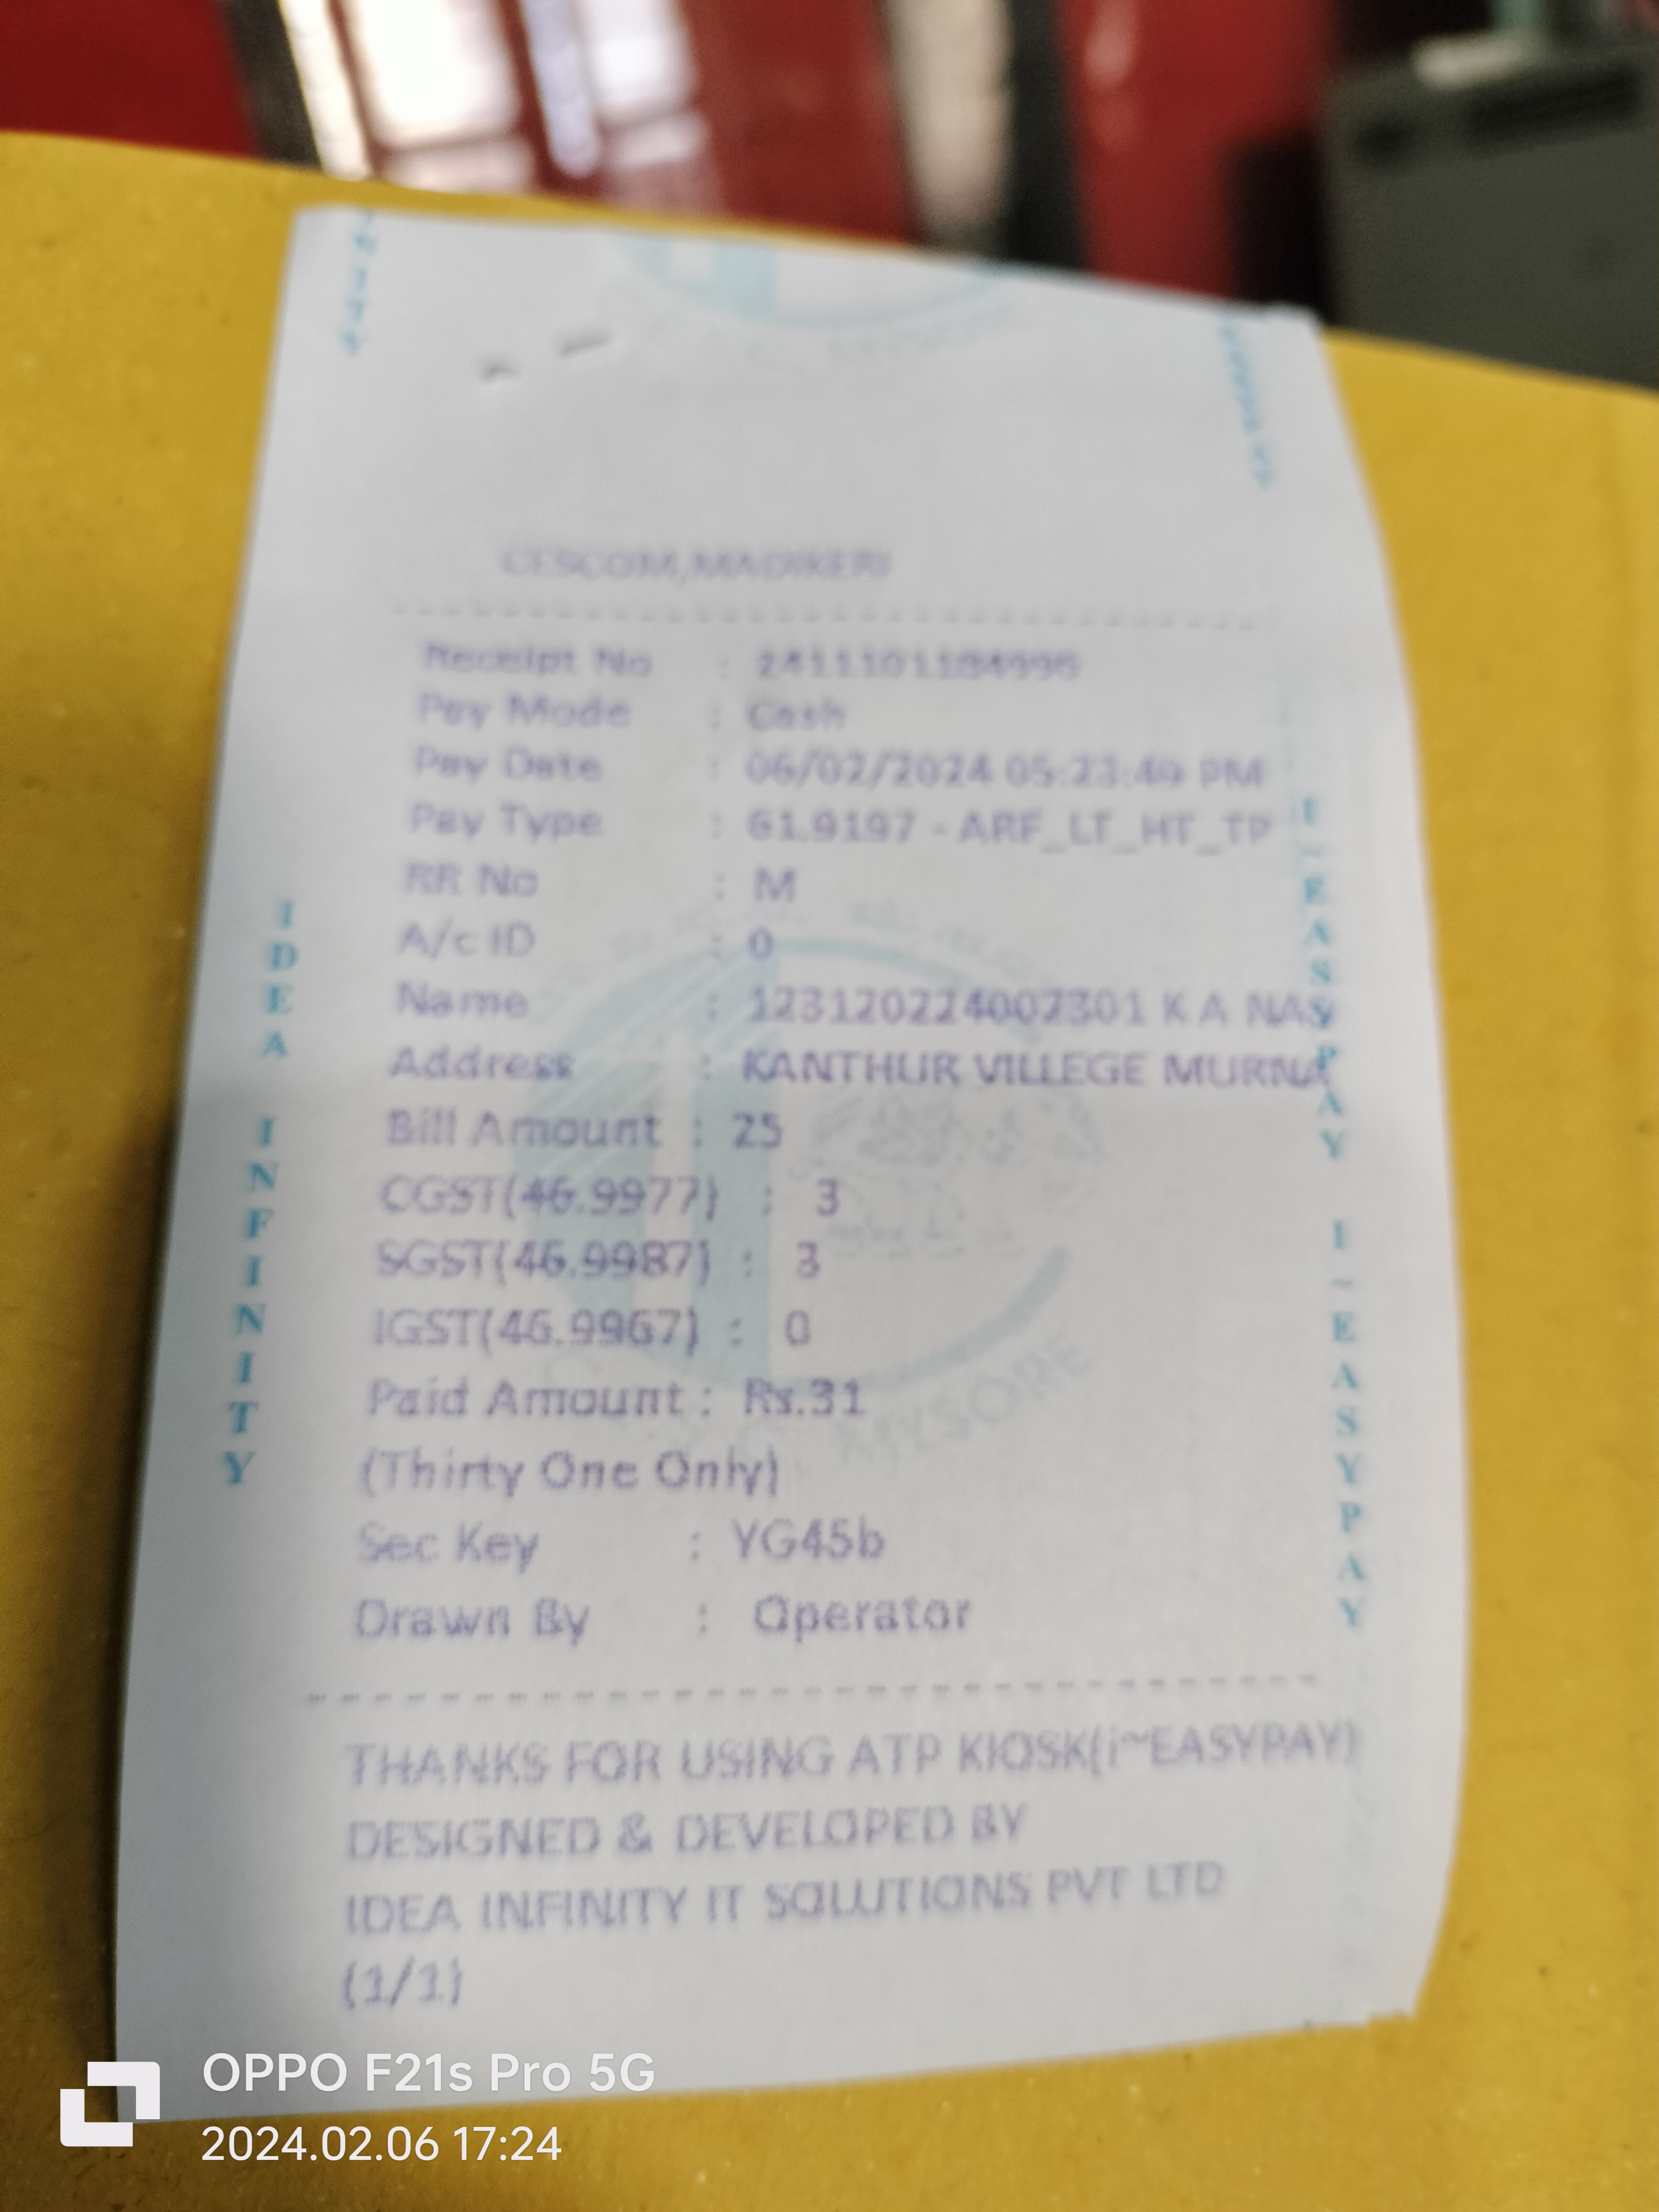 CESCOM,MADIKERI
Receipt No : 2411101184996
Pay Mode : Cash
Pay Date : 06/02/2024 05:23:49 PM
Pay Type : 61.9197 - ARF_LT_HT_TP
RR No : M
A/c ID : 0
Name : 123120224002301 K A NAS
Address : KANTHUR VILLEGE MURNA
Bill Amount : 25
CGST(46.9977) : 3
SGST(46.9987) : 3
IGST(46.9967) : 0
Paid Amount : Rs.31
(Thirty One Only)
Sec Key : YG45b
Drawn By : Operator
THANKS FOR USING ATP KIOSK(i~EASYPAY)
DESIGNED & DEVELOPED BY
IDEA INFINITY IT SOLUTIONS PVT LTD
(1/1)
IDEA INFINITY
I~EASYPAY I~EASYPAY
MYSORE
OPPO F21s Pro 5G
2024.02.06 17:24